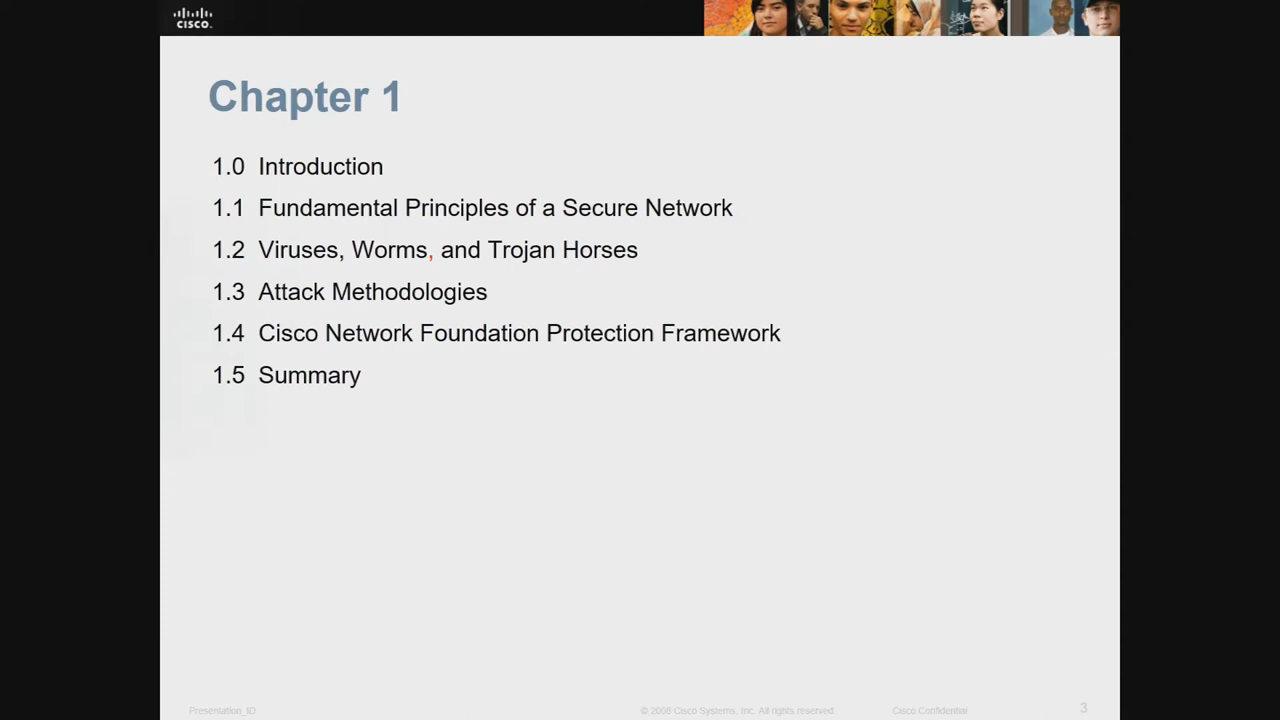 CISCO.
Chapter 1
1.0 Introduction
1.1 Fundamental Principles of a Secure Network
1.2 Viruses, Worms, and Trojan Horses
1.3 Attack Methodologies
1.4 Cisco Network Foundation Protection Framework
1.5 Summary
Presentation_ID © 2008 Cisco Systems, Inc. All rights reserved. Cisco Confidential 3